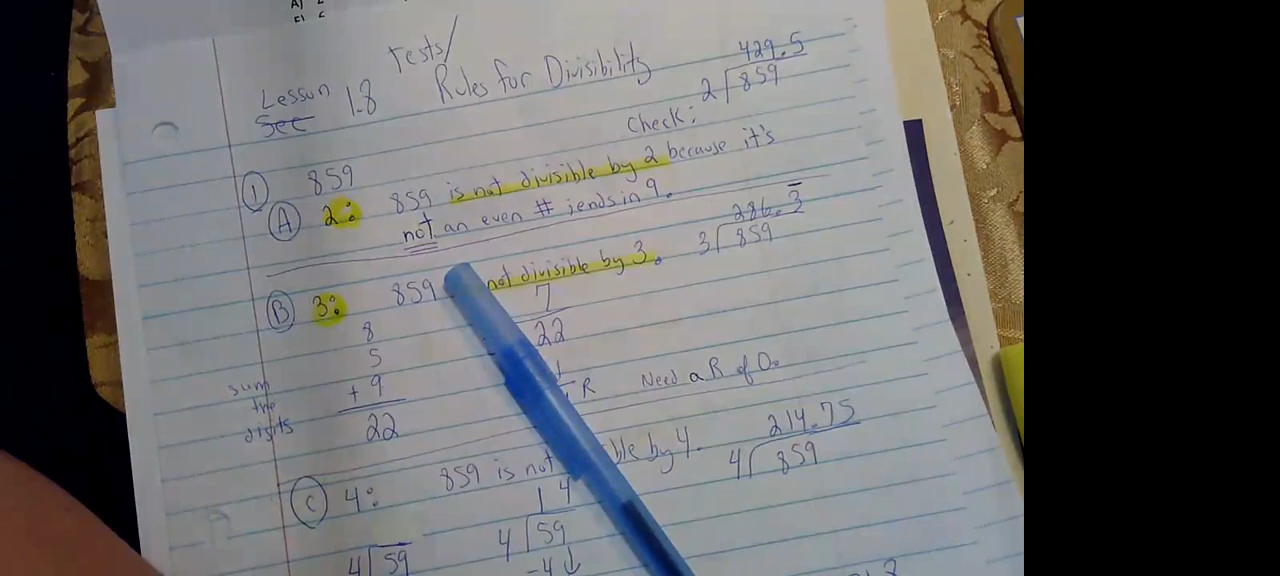 Tests/
Lesson 1.8 Rules for Divisibility
Sec
429.5
2 859
Check:
① 859
Ⓐ 2: 859 is not divisible by 2 because it's
not an even # ; ends in 9.
286.3̅
3 859
Ⓑ 3: 859 not divisible by 3.
8
5
+ 9
22
sum
the
digits
7
22
1
R Need a R of 0.
214.75
4 859
Ⓒ 4: 859 is not by 4.
14
4 59
-4↓
4 59